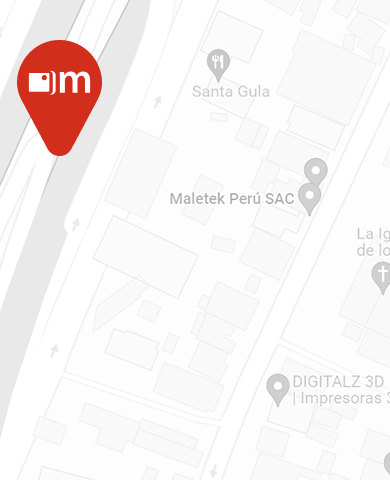 m
Santa Gula
Maletek Perú SAC
La Ig
de lo
DIGITALZ 3D
| Impresoras 3